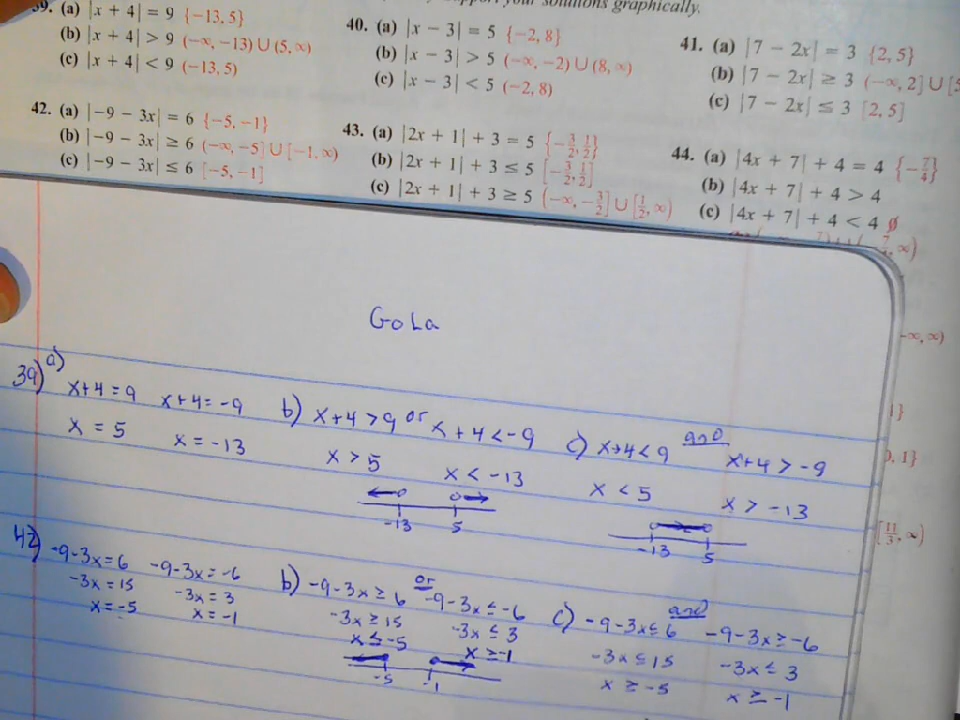 your solutions graphically.
39. (a) |x + 4| = 9 {−13, 5}
(b) |x + 4| > 9 (−∞, −13) ∪ (5, ∞)
(c) |x + 4| < 9 (−13, 5)
40. (a) |x − 3| = 5 {−2, 8}
(b) |x − 3| > 5 (−∞, −2) ∪ (8, ∞)
(c) |x − 3| < 5 (−2, 8)
41. (a) |7 − 2x| = 3 {2, 5}
(b) |7 − 2x| ≥ 3 (−∞, 2] ∪ [5
(c) |7 − 2x| ≤ 3 [2, 5]
42. (a) |−9 − 3x| = 6 {−5, −1}
(b) |−9 − 3x| ≥ 6 (−∞, −5] ∪ [−1, ∞)
(c) |−9 − 3x| ≤ 6 [−5, −1]
43. (a) |2x + 1| + 3 = 5 {−3/2, 1/2}
(b) |2x + 1| + 3 ≤ 5 [−3/2, 1/2]
(c) |2x + 1| + 3 ≥ 5 (−∞, −3/2] ∪ [1/2, ∞)
44. (a) |4x + 7| + 4 = 4 {−7/4}
(b) |4x + 7| + 4 > 4
(c) |4x + 7| + 4 < 4 ∅
−∞, ∞)
1}
, 1}
[11/3, ∞)
GoLa
39) a) x+4=9 x+4=-9 b) x+4>9 or x+4<-9 c) x+4<9 and x+4>-9
x=5 x=-13 x>5 x<-13 x<5 x>-13
-13 5 -13 5
42) -9-3x=6 -9-3x=-6 b) -9-3x≥6 or -9-3x≤-6 c) -9-3x≤6 and -9-3x≥-6
-3x=15 -3x=3 -3x≥15 -3x≤3 -3x≤15 -3x≤3
x=-5 x=-1 x≤-5 x≥-1 x≥-5 x≥-1
-5 -1